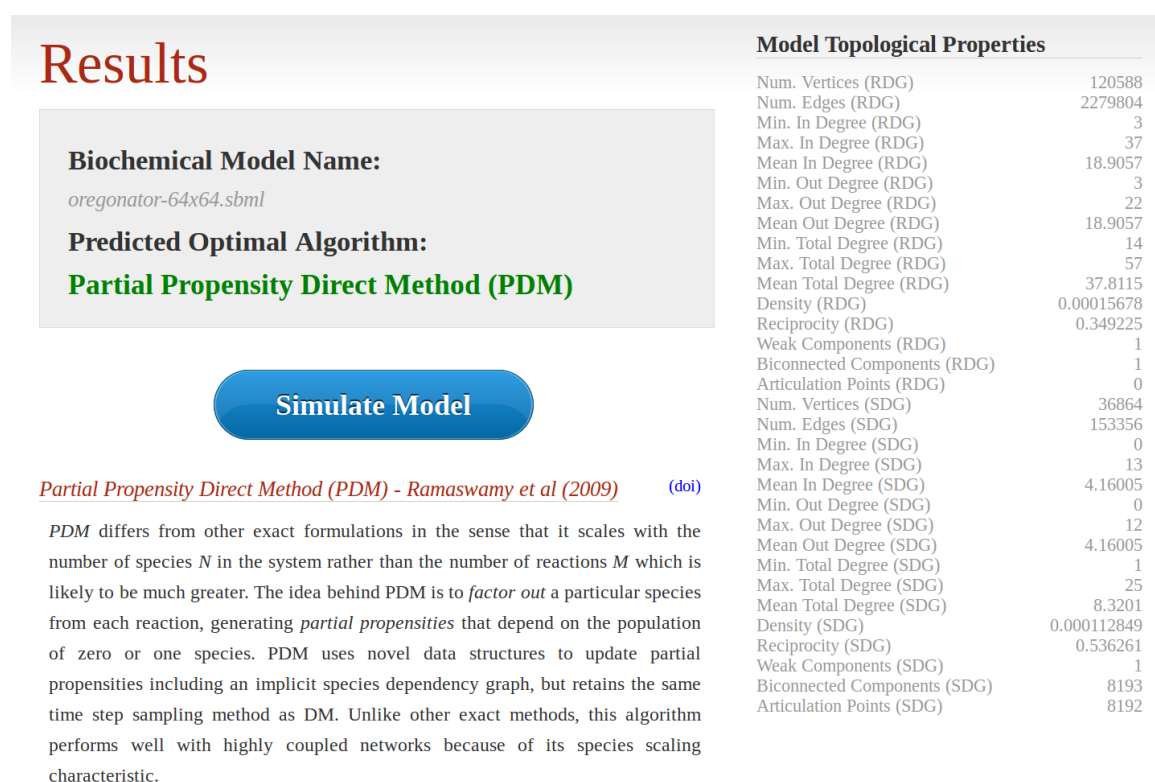 Results
Biochemical Model Name:
oregonator-64x64.sbml
Predicted Optimal Algorithm:
Partial Propensity Direct Method (PDM)
Simulate Model
Partial Propensity Direct Method (PDM) - Ramaswamy et al (2009) (doi)
PDM differs from other exact formulations in the sense that it scales with the
number of species N in the system rather than the number of reactions M which is
likely to be much greater. The idea behind PDM is to factor out a particular species
from each reaction, generating partial propensities that depend on the population
of zero or one species. PDM uses novel data structures to update partial
propensities including an implicit species dependency graph, but retains the same
time step sampling method as DM. Unlike other exact methods, this algorithm
performs well with highly coupled networks because of its species scaling
characteristic.
Model Topological Properties
Num. Vertices (RDG) 120588
Num. Edges (RDG) 2279804
Min. In Degree (RDG) 3
Max. In Degree (RDG) 37
Mean In Degree (RDG) 18.9057
Min. Out Degree (RDG) 3
Max. Out Degree (RDG) 22
Mean Out Degree (RDG) 18.9057
Min. Total Degree (RDG) 14
Max. Total Degree (RDG) 57
Mean Total Degree (RDG) 37.8115
Density (RDG) 0.00015678
Reciprocity (RDG) 0.349225
Weak Components (RDG) 1
Biconnected Components (RDG) 1
Articulation Points (RDG) 0
Num. Vertices (SDG) 36864
Num. Edges (SDG) 153356
Min. In Degree (SDG) 0
Max. In Degree (SDG) 13
Mean In Degree (SDG) 4.16005
Min. Out Degree (SDG) 0
Max. Out Degree (SDG) 12
Mean Out Degree (SDG) 4.16005
Min. Total Degree (SDG) 1
Max. Total Degree (SDG) 25
Mean Total Degree (SDG) 8.3201
Density (SDG) 0.000112849
Reciprocity (SDG) 0.536261
Weak Components (SDG) 1
Biconnected Components (SDG) 8193
Articulation Points (SDG) 8192